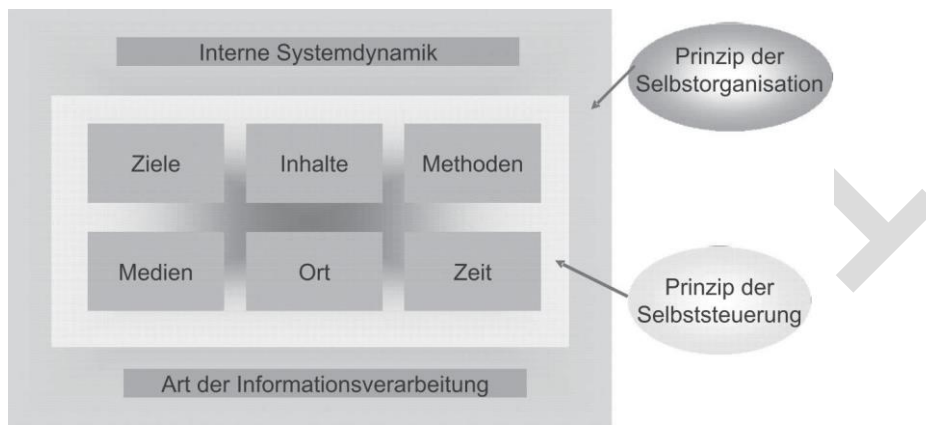 Interne Systemdynamik
Prinzip der
Selbstorganisation
Ziele
Inhalte
Methoden
Medien
Ort
Zeit
Prinzip der
Selbststeuerung
Art der Informationsverarbeitung